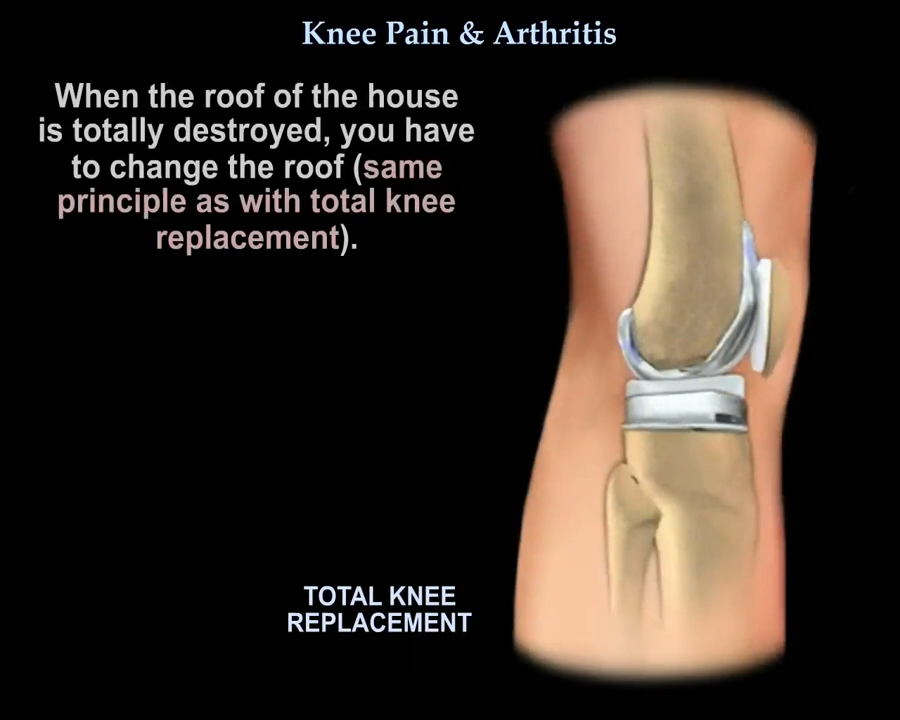 Knee Pain & Arthritis
When the roof of the house
is totally destroyed, you have
to change the roof (same
principle as with total knee
replacement).
TOTAL KNEE
REPLACEMENT